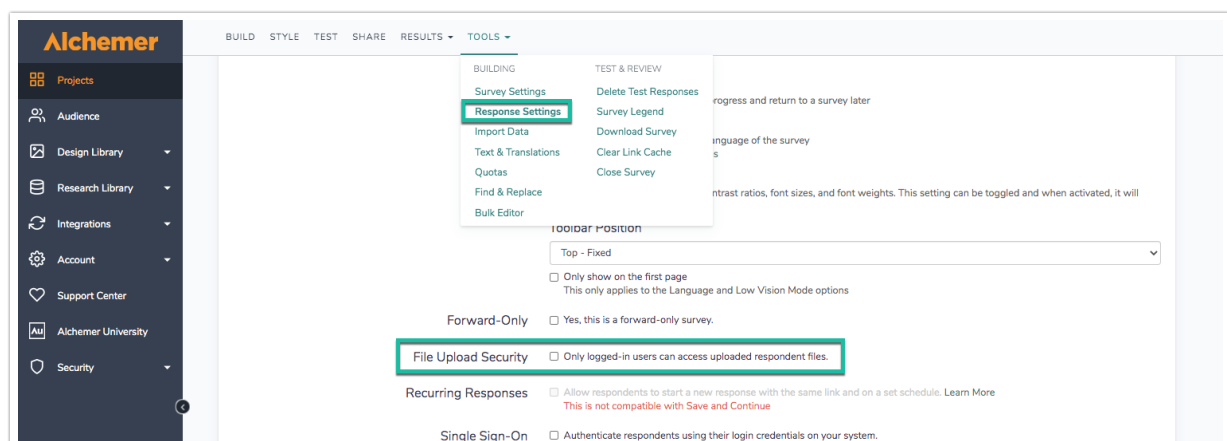 Alchemer
BUILD STYLE TEST SHARE RESULTS TOOLS
Projects
Audience
Design Library
Research Library
Integrations
Account
Support Center
Au Alchemer University
Security
BUILDING
Survey Settings
Response Settings
Import Data
Text & Translations
Quotas
Find & Replace
Bulk Editor
TEST & REVIEW
Delete Test Responses
Survey Legend
Download Survey
Clear Link Cache
Close Survey
rogress and return to a survey later
nguage of the survey
s
ntrast ratios, font sizes, and font weights. This setting can be toggled and when activated, it will
Toolbar Position
Top - Fixed
Only show on the first page
This only applies to the Language and Low Vision Mode options
Forward-Only Yes, this is a forward-only survey.
File Upload Security Only logged-in users can access uploaded respondent files.
Recurring Responses Allow respondents to start a new response with the same link and on a set schedule. Learn More
This is not compatible with Save and Continue
Single Sign-On Authenticate respondents using their login credentials on your system.